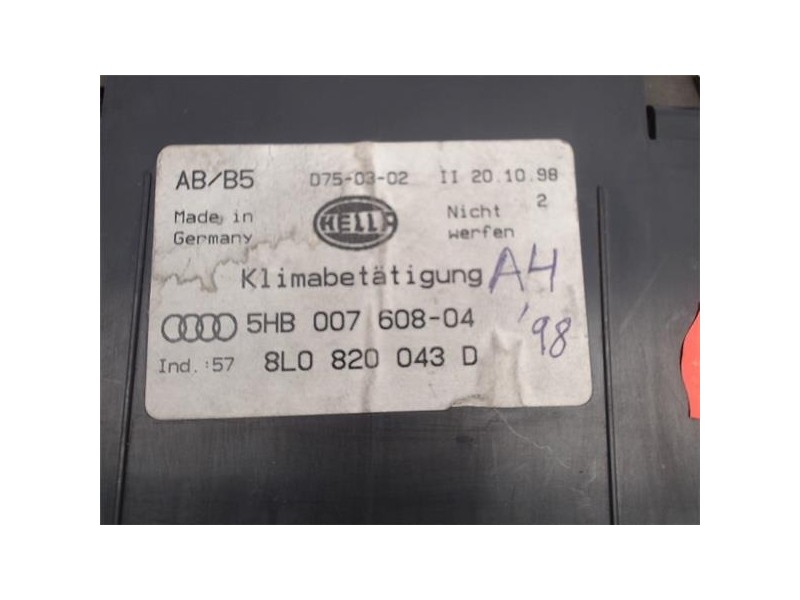 AB/B5 075-03-02 II 20.10.98
Made in Germany HELLA Nicht werfen 2
Klimabetätigung A4
5HB 007 608-04 '98
Ind.:57 8L0 820 043 D